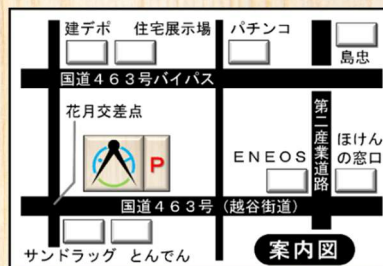 建デポ
住宅展示場
パチンコ
島忠
国道４６３号バイパス
花月交差点
P
第二産業道路
ＥＮＥＯＳ
ほけん
の窓口
国道４６３号（越谷街道）
サンドラッグ
とんでん
案内図